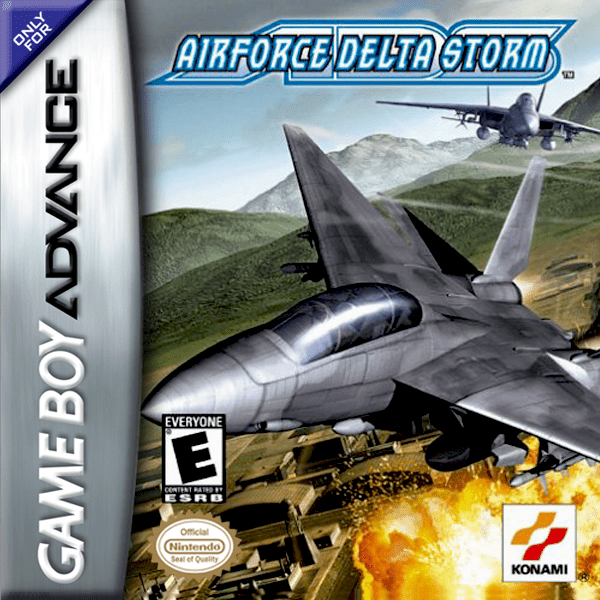 ONLY
FOR
GAME BOY ADVANCE
AIRFORCE DELTA STORM
TM
EVERYONE
E
CONTENT RATED BY
ESRB
Official
Nintendo
Seal of Quality
KONAMI
®